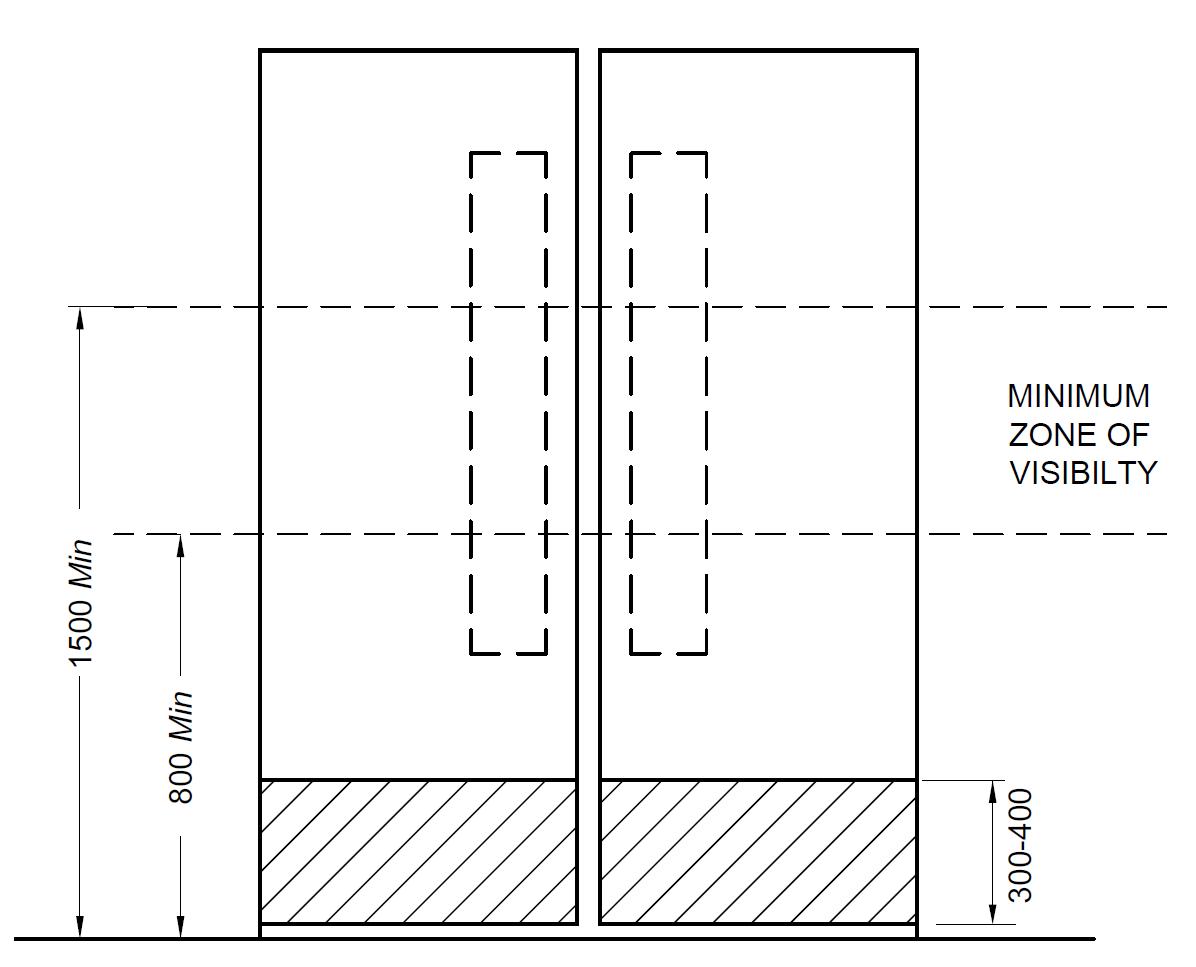 MINIMUM
ZONE OF
VISIBILTY
1500 Min
800 Min
300-400